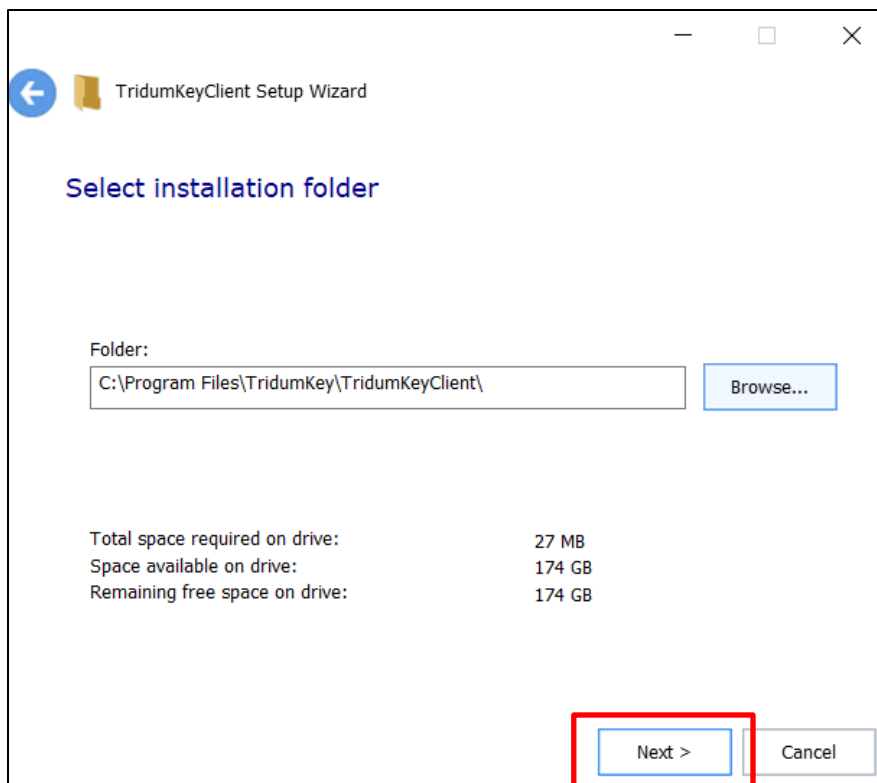 TridumKeyClient Setup Wizard
Select installation folder
Folder:
C:\Program Files\TridumKey\TridumKeyClient\
Browse...
Total space required on drive: 27 MB
Space available on drive: 174 GB
Remaining free space on drive: 174 GB
Next > Cancel